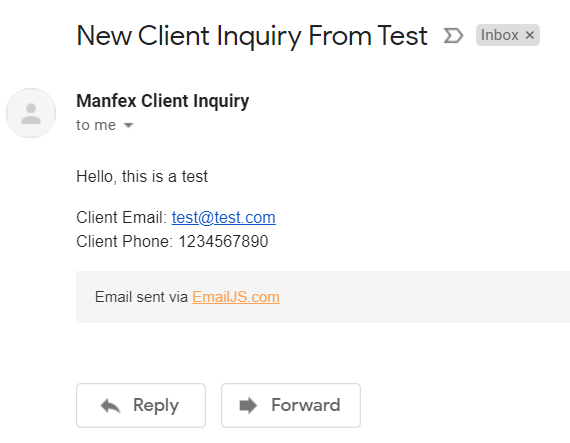 New Client Inquiry From Test Inbox ×
Manfex Client Inquiry
to me
Hello, this is a test
Client Email: test@test.com
Client Phone: 1234567890
Email sent via EmailJS.com
Reply Forward